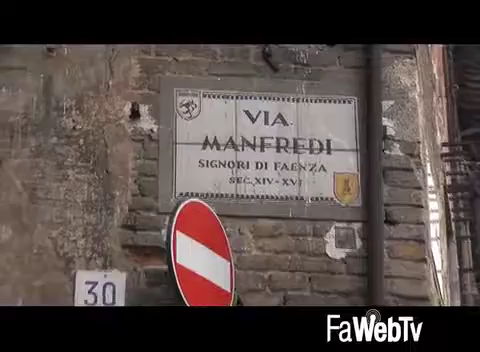 VIA
MANFREDI
SIGNORI DI FAENZA
SEC. XIV - XVI
30
FaWebTv